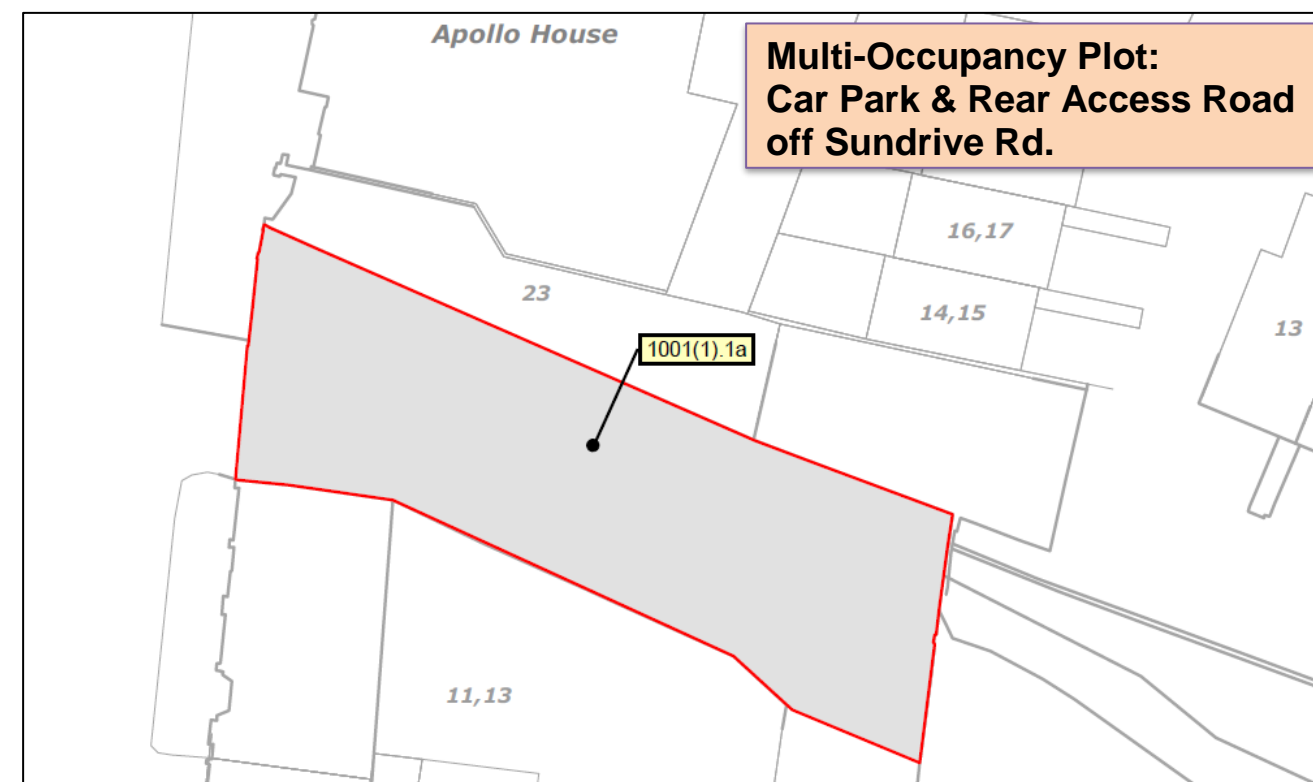 Apollo House
Multi-Occupancy Plot:
Car Park & Rear Access Road
off Sundrive Rd.
16,17
23
14,15
13
1001(1).1a
11,13